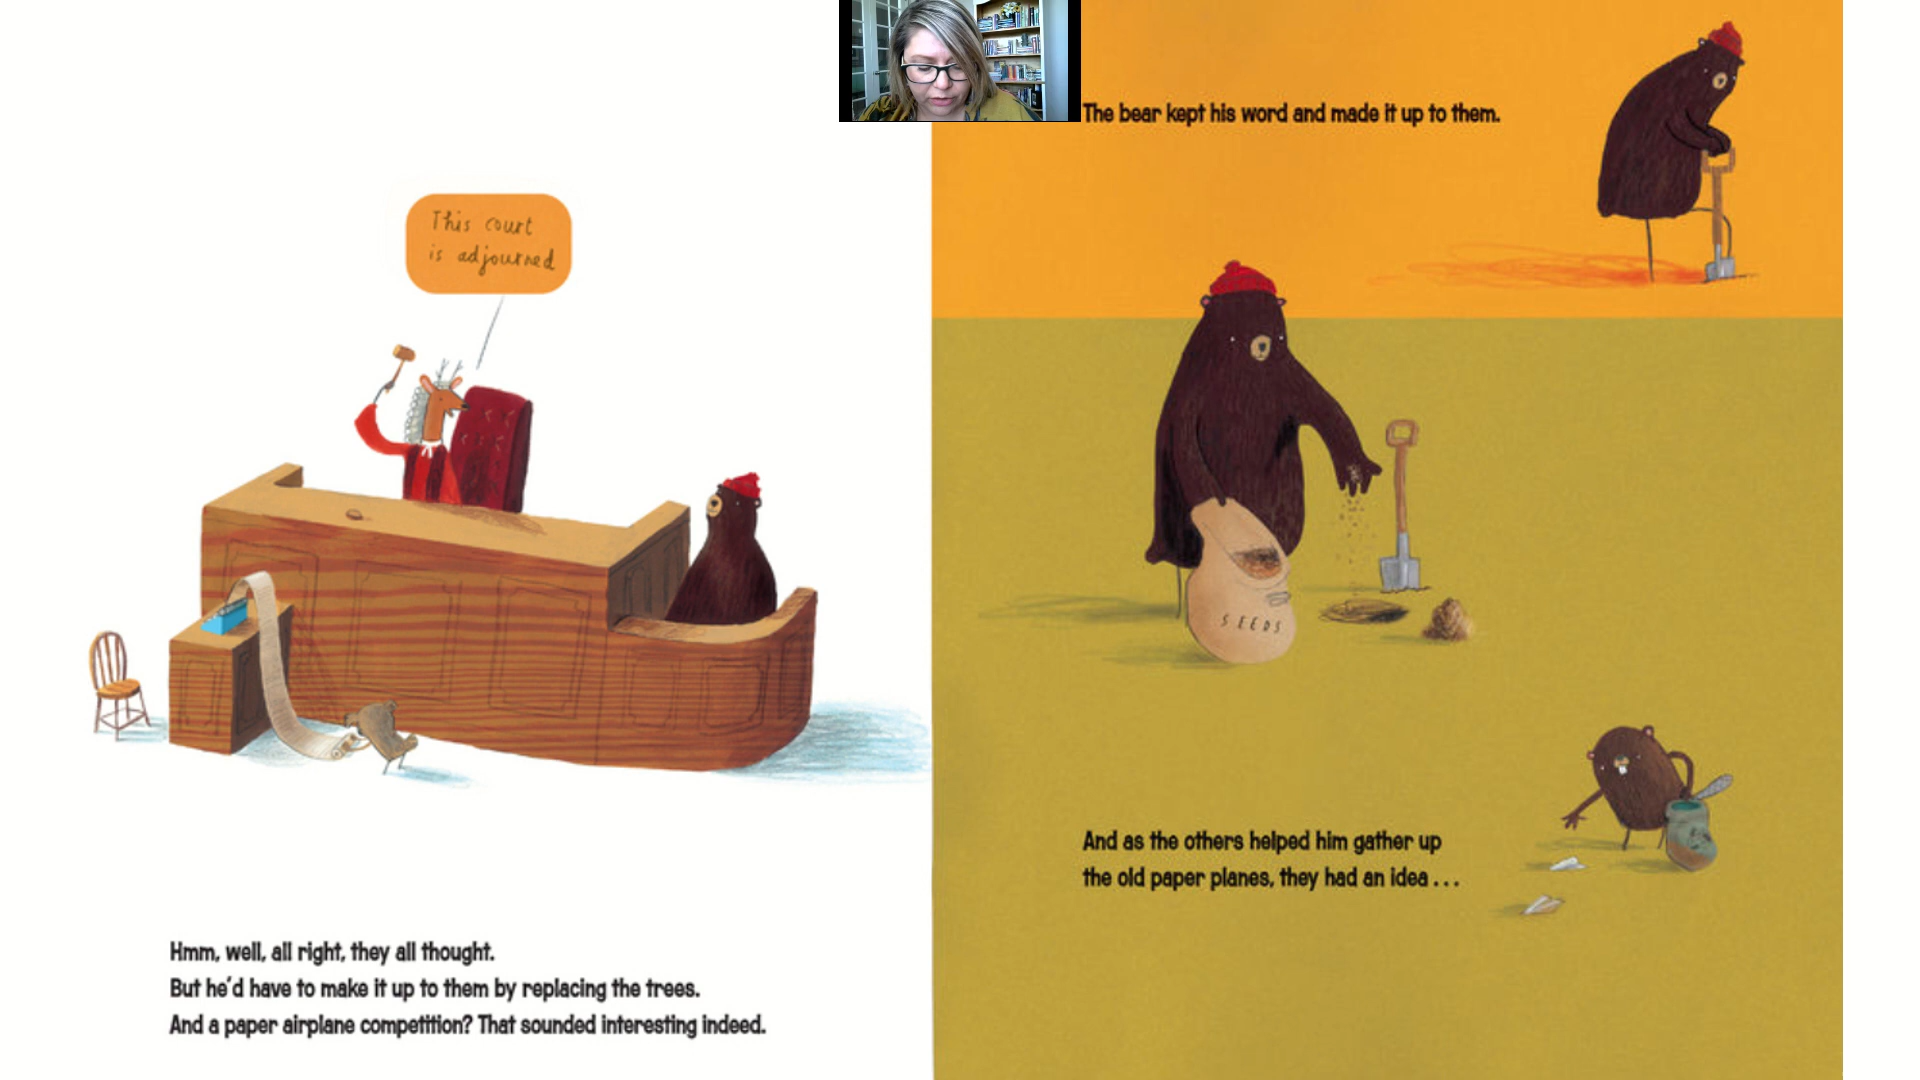 This court
is adjourned
Hmm, well, all right, they all thought.
But he'd have to make it up to them by replacing the trees.
And a paper airplane competition? That sounded interesting indeed.
The bear kept his word and made it up to them.
SEEDS
And as the others helped him gather up
the old paper planes, they had an idea . . .